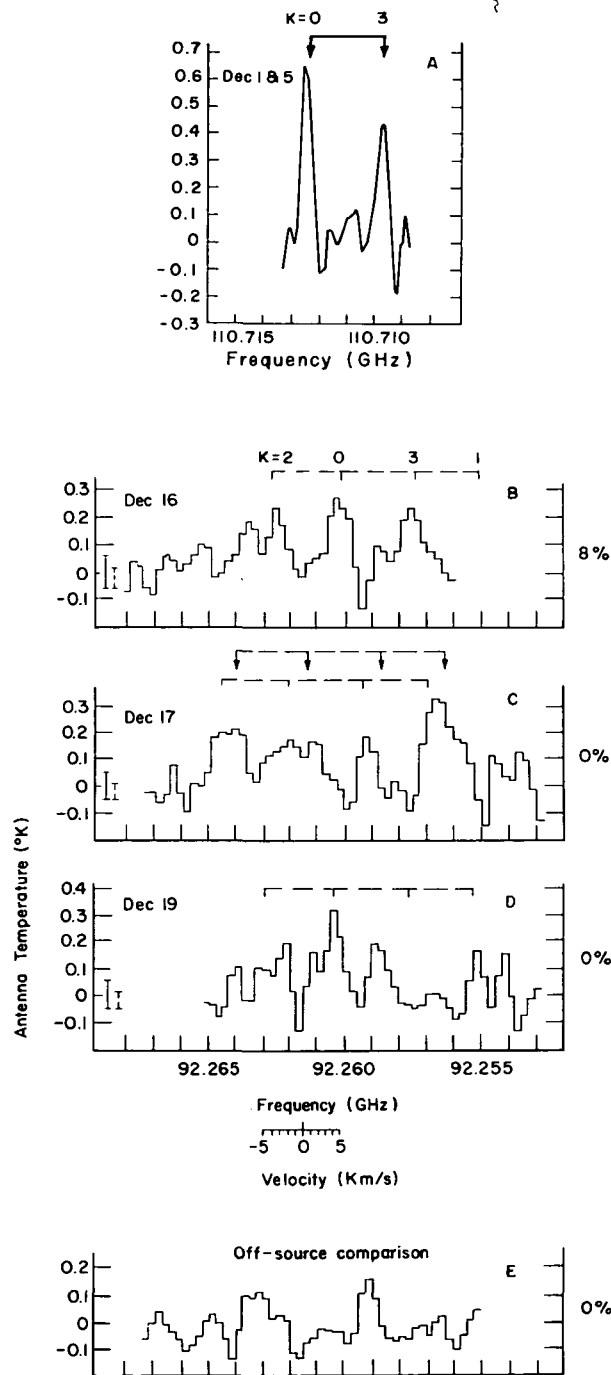 K=0 3
A
Dec 1 & 5
0.7
0.6
0.5
0.4
0.3
0.2
0.1
0
-0.1
-0.2
-0.3
110.715 110.710
Frequency (GHz)
K=2 0 3 1
Dec 16 B
0.3
0.2
0.1
0
-0.1
8%
Dec 17 C
0.3
0.2
0.1
0
-0.1
0%
Dec 19 D
0.4
0.3
0.2
0.1
0
-0.1
0%
Antenna Temperature (°K)
92.265 92.260 92.255
Frequency (GHz)
-5 0 5
Velocity (Km/s)
Off-source comparison
E
0.2
0.1
0
-0.1
0%